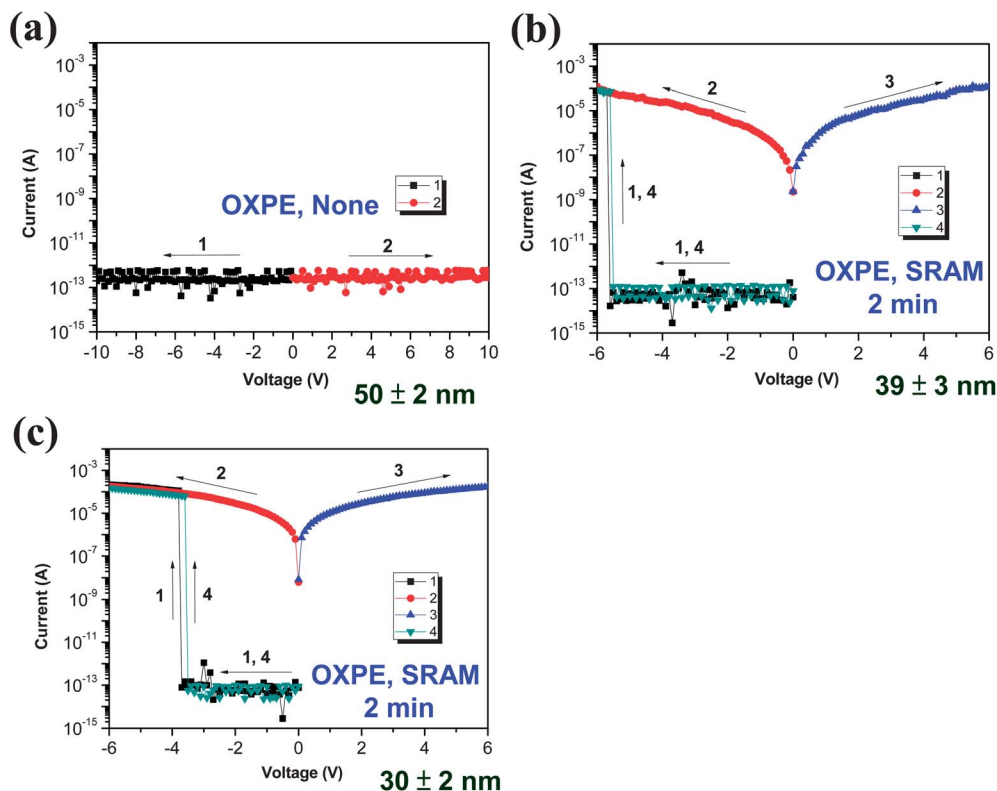 (a)
10⁻³
10⁻⁵
10⁻⁷
10⁻⁹
10⁻¹¹
10⁻¹³
10⁻¹⁵
Current (A)
OXPE, None
1
2
1
2
-10 -8 -6 -4 -2 0 2 4 6 8 10
Voltage (V)
50 ± 2 nm
(b)
10⁻³
10⁻⁵
10⁻⁷
10⁻⁹
10⁻¹¹
10⁻¹³
10⁻¹⁵
Current (A)
2
3
1, 4
1, 4
1
2
3
4
OXPE, SRAM
2 min
-6 -4 -2 0 2 4 6
Voltage (V)
39 ± 3 nm
(c)
10⁻³
10⁻⁵
10⁻⁷
10⁻⁹
10⁻¹¹
10⁻¹³
10⁻¹⁵
Current (A)
2
3
1
4
1, 4
1
2
3
4
OXPE, SRAM
2 min
-6 -4 -2 0 2 4 6
Voltage (V)
30 ± 2 nm